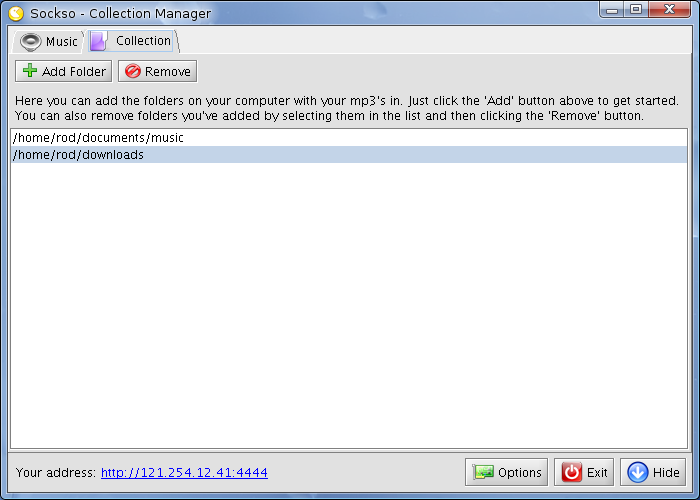 Sockso - Collection Manager
Music Collection
Add Folder Remove
Here you can add the folders on your computer with your mp3's in. Just click the 'Add' button above to get started.
You can also remove folders you've added by selecting them in the list and then clicking the 'Remove' button.
/home/rod/documents/music
/home/rod/downloads
Your address: http://121.254.12.41:4444 Options Exit Hide